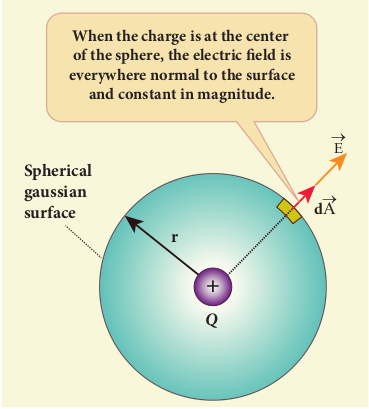 When the charge is at the center
of the sphere, the electric field is
everywhere normal to the surface
and constant in magnitude.
E
Spherical
gaussian
surface
dA
r
+
Q